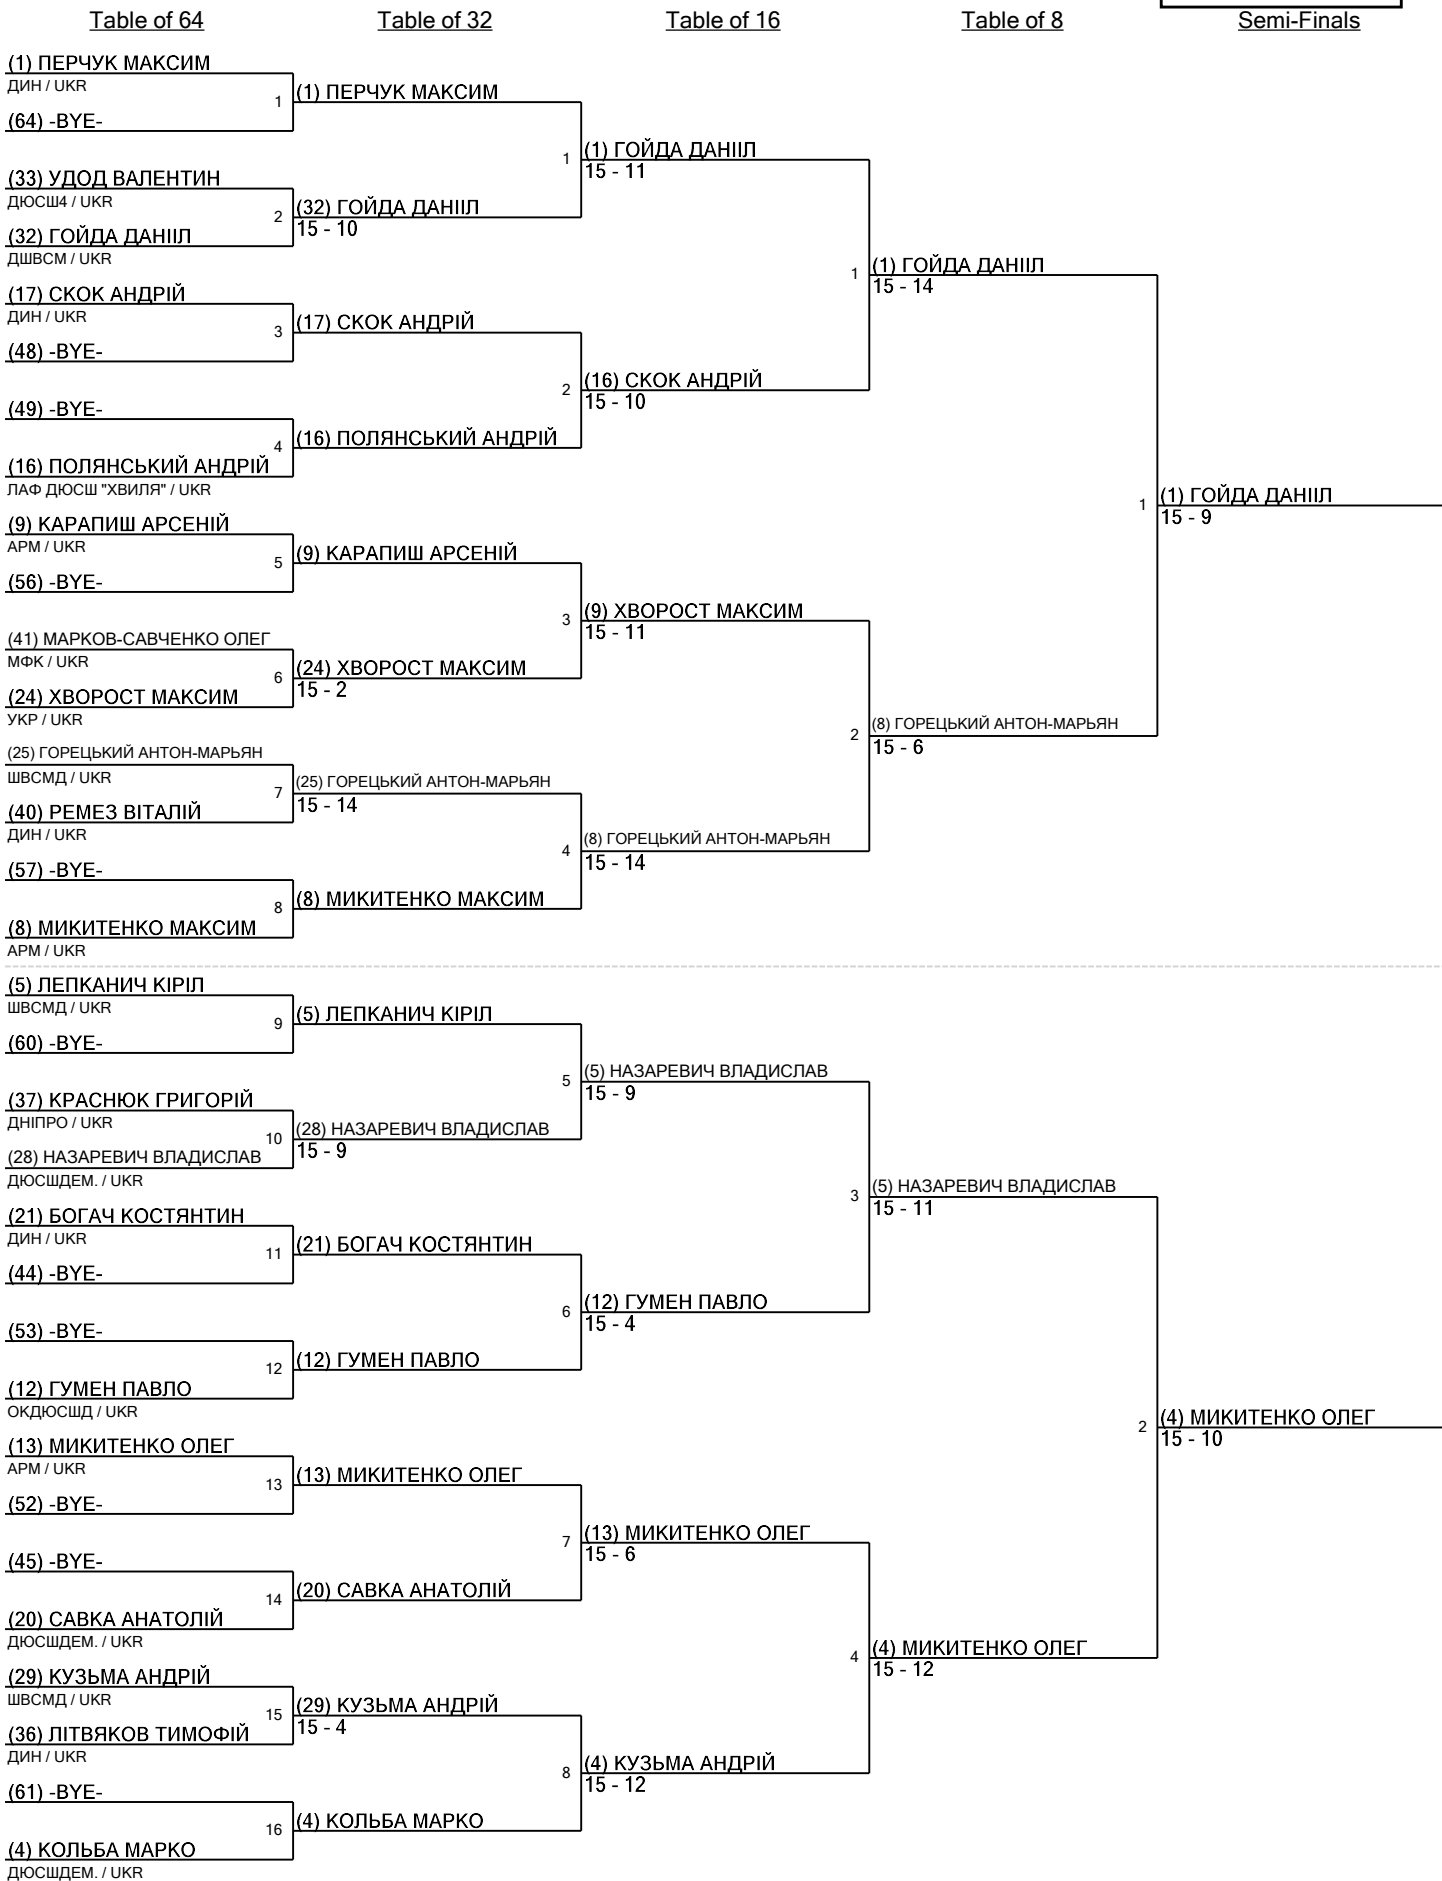 Table of 64
Table of 32
Table of 16
Table of 8
Semi-Finals
(1) ПЕРЧУК МАКСИМ
ДИН / UKR
1
(64) -BYE-
(33) УДОД ВАЛЕНТИН
ДЮСШ4 / UKR
2
(32) ГОЙДА ДАНІІЛ
ДШВСМ / UKR
(17) СКОК АНДРІЙ
ДИН / UKR
3
(48) -BYE-
(49) -BYE-
4
(16) ПОЛЯНСЬКИЙ АНДРІЙ
ЛАФ ДЮСШ "ХВИЛЯ" / UKR
(9) КАРАПИШ АРСЕНІЙ
АРМ / UKR
5
(56) -BYE-
(41) МАРКОВ-САВЧЕНКО ОЛЕГ
МФК / UKR
6
(24) ХВОРОСТ МАКСИМ
УКР / UKR
(25) ГОРЕЦЬКИЙ АНТОН-МАРЬЯН
ШВСМД / UKR
7
(40) РЕМЕЗ ВІТАЛІЙ
ДИН / UKR
(57) -BYE-
8
(8) МИКИТЕНКО МАКСИМ
АРМ / UKR
(5) ЛЕПКАНИЧ КІРІЛ
ШВСМД / UKR
9
(60) -BYE-
(37) КРАСНЮК ГРИГОРІЙ
ДНІПРО / UKR
10
(28) НАЗАРЕВИЧ ВЛАДИСЛАВ
ДЮСШДЕМ. / UKR
(21) БОГАЧ КОСТЯНТИН
ДИН / UKR
11
(44) -BYE-
(53) -BYE-
12
(12) ГУМЕН ПАВЛО
ОКДЮСШД / UKR
(13) МИКИТЕНКО ОЛЕГ
АРМ / UKR
13
(52) -BYE-
(45) -BYE-
14
(20) САВКА АНАТОЛІЙ
ДЮСШДЕМ. / UKR
(29) КУЗЬМА АНДРІЙ
ШВСМД / UKR
15
(36) ЛІТВЯКОВ ТИМОФІЙ
ДИН / UKR
(61) -BYE-
16
(4) КОЛЬБА МАРКО
ДЮСШДЕМ. / UKR
(1) ПЕРЧУК МАКСИМ
1
(32) ГОЙДА ДАНІІЛ
15 - 10
(17) СКОК АНДРІЙ
2
(16) ПОЛЯНСЬКИЙ АНДРІЙ
(9) КАРАПИШ АРСЕНІЙ
3
(24) ХВОРОСТ МАКСИМ
15 - 2
(25) ГОРЕЦЬКИЙ АНТОН-МАРЬЯН
15 - 14
4
(8) МИКИТЕНКО МАКСИМ
(5) ЛЕПКАНИЧ КІРІЛ
5
(28) НАЗАРЕВИЧ ВЛАДИСЛАВ
15 - 9
(21) БОГАЧ КОСТЯНТИН
6
(12) ГУМЕН ПАВЛО
(13) МИКИТЕНКО ОЛЕГ
7
(20) САВКА АНАТОЛІЙ
(29) КУЗЬМА АНДРІЙ
15 - 4
8
(4) КОЛЬБА МАРКО
(1) ГОЙДА ДАНІІЛ
15 - 11
1
(16) СКОК АНДРІЙ
15 - 10
(9) ХВОРОСТ МАКСИМ
15 - 11
2
(8) ГОРЕЦЬКИЙ АНТОН-МАРЬЯН
15 - 14
(5) НАЗАРЕВИЧ ВЛАДИСЛАВ
15 - 9
3
(12) ГУМЕН ПАВЛО
15 - 4
(13) МИКИТЕНКО ОЛЕГ
15 - 6
4
(4) КУЗЬМА АНДРІЙ
15 - 12
(1) ГОЙДА ДАНІІЛ
15 - 14
1
(8) ГОРЕЦЬКИЙ АНТОН-МАРЬЯН
15 - 6
(5) НАЗАРЕВИЧ ВЛАДИСЛАВ
15 - 11
2
(4) МИКИТЕНКО ОЛЕГ
15 - 12
(1) ГОЙДА ДАНІІЛ
15 - 9
(4) МИКИТЕНКО ОЛЕГ
15 - 10